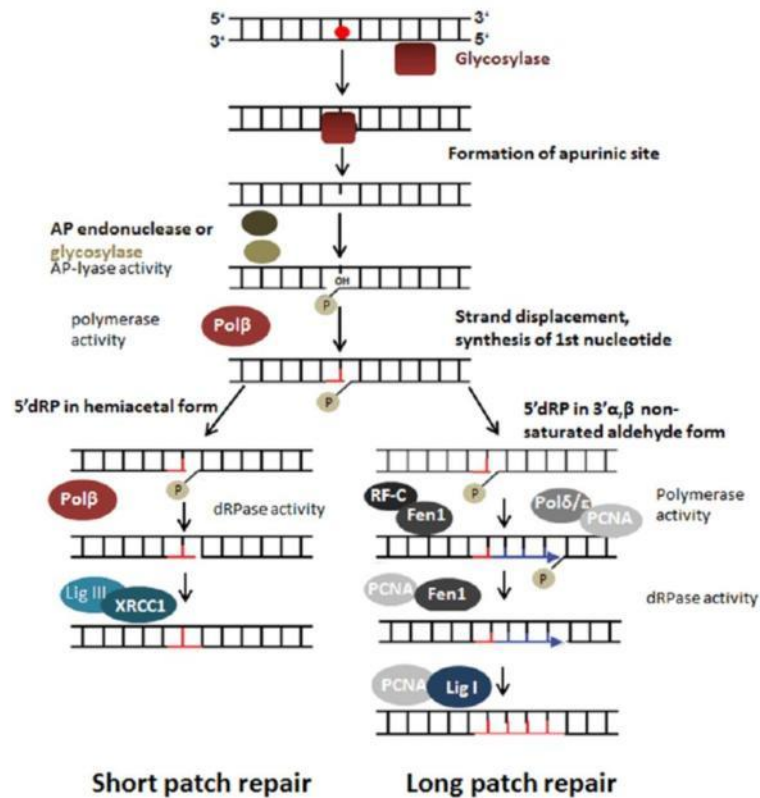 5' 3'
3' 5'
Glycosylase
Formation of apurinic site
AP endonuclease or
glycosylase
AP-lyase activity
OH
P
polymerase
activity
Polβ
Strand displacement,
synthesis of 1st nucleotide
P
5'dRP in hemiacetal form
5'dRP in 3'α,β non-
saturated aldehyde form
P
Polβ
dRPase activity
Lig III
XRCC1
P
RF-C
Fen1
Polδ/ε
PCNA
Polymerase
activity
P
PCNA
Fen1
dRPase activity
PCNA
Lig I
Short patch repair
Long patch repair